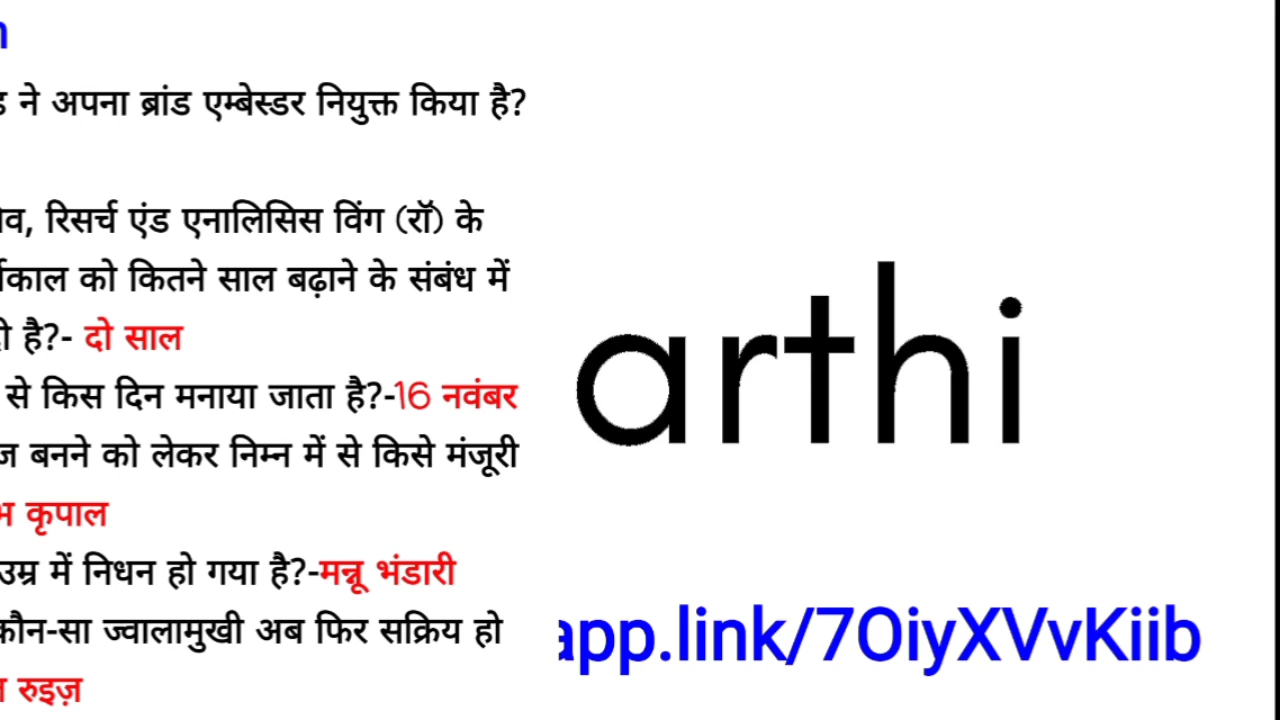 ने अपना ब्रांड एम्बेस्डर नियुक्त किया है?
रिसर्च एंड एनालिसिस विंग (रॉ) के
को कितने साल बढ़ाने के संबंध में
है?- दो साल
से किस दिन मनाया जाता है?-16 नवंबर
बनने को लेकर निम्न में से किसे मंजूरी
कृपाल
उम्र में निधन हो गया है?-मन्नू भंडारी
कौन-सा ज्वालामुखी अब फिर सक्रिय हो
रुइज़
arthi
app.link/7OiyXVvKiib